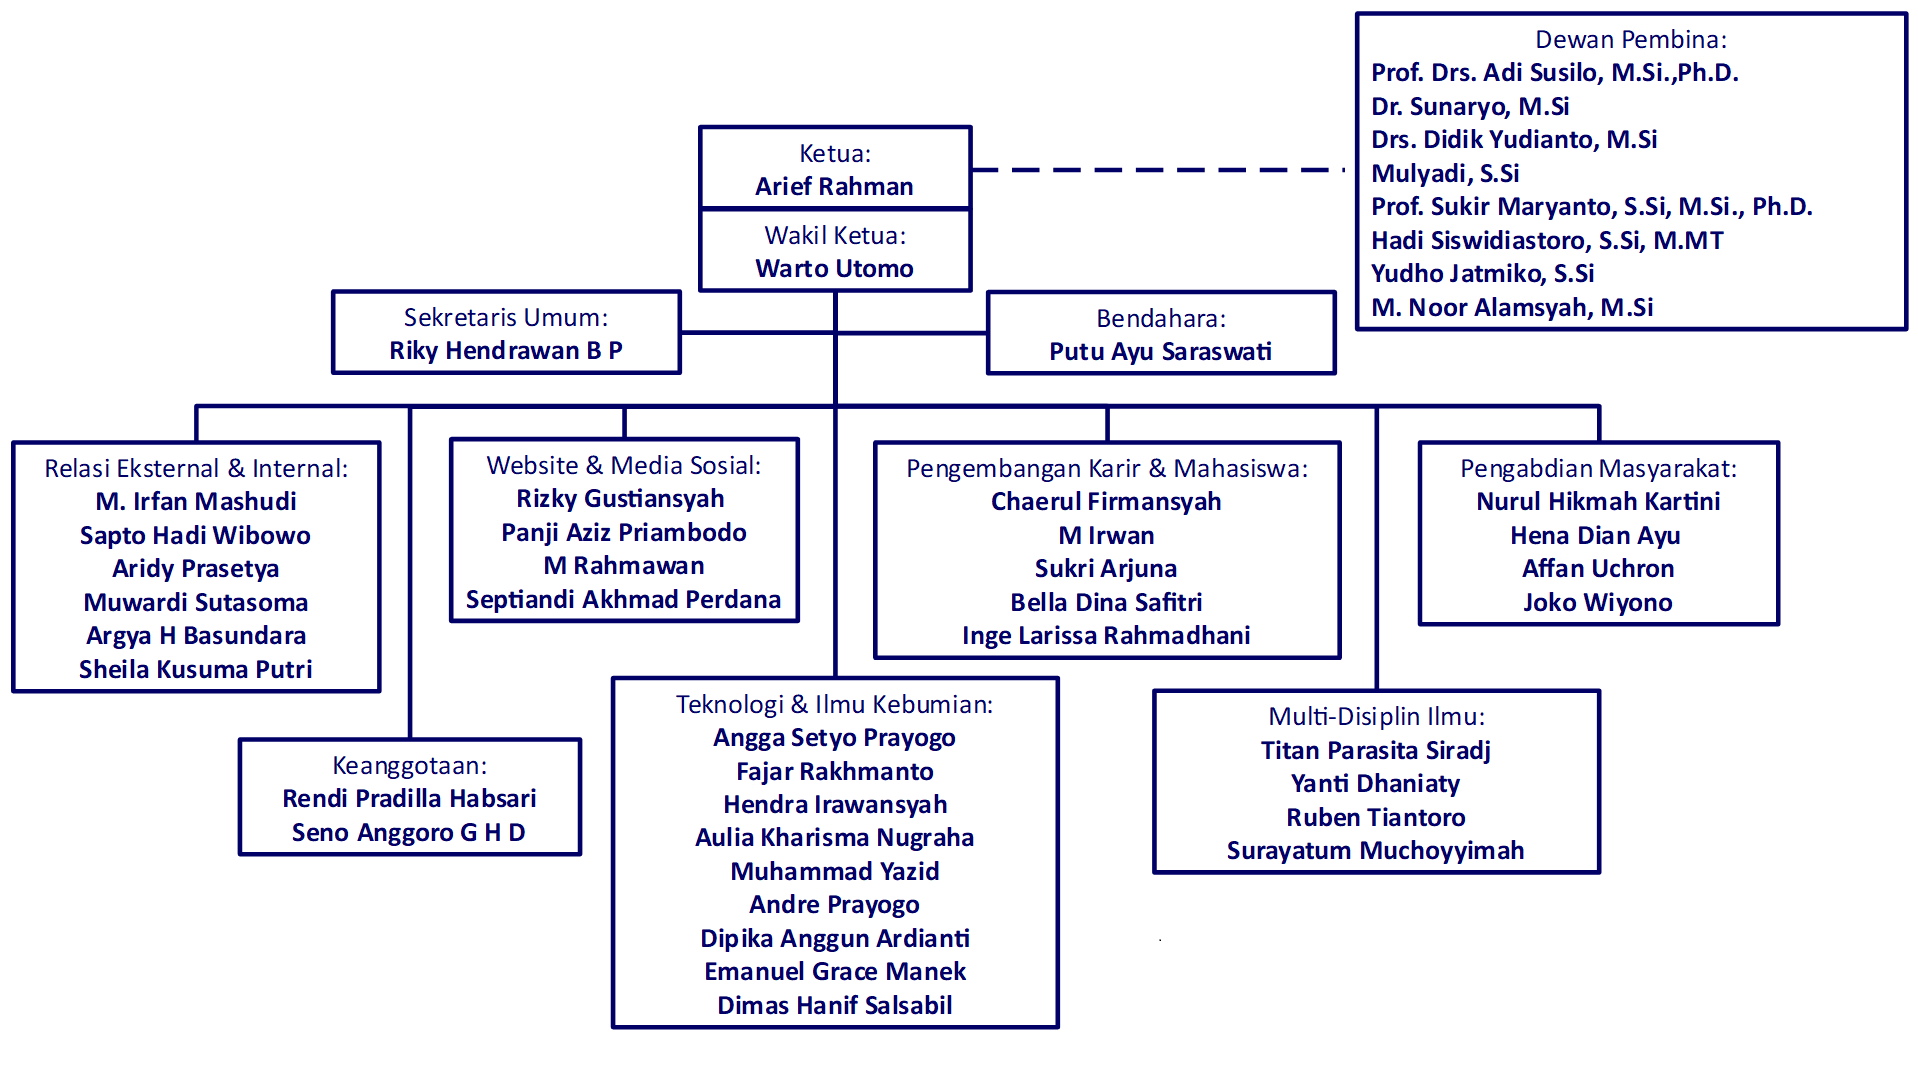 Dewan Pembina:
Prof. Drs. Adi Susilo, M.Si.,Ph.D.
Dr. Sunaryo, M.Si
Drs. Didik Yudianto, M.Si
Mulyadi, S.Si
Prof. Sukir Maryanto, S.Si, M.Si., Ph.D.
Hadi Siswidiastoro, S.Si, M.MT
Yudho Jatmiko, S.Si
M. Noor Alamsyah, M.Si
Ketua:
Arief Rahman
Wakil Ketua:
Warto Utomo
Sekretaris Umum:
Riky Hendrawan B P
Bendahara:
Putu Ayu Saraswati
Relasi Eksternal & Internal:
M. Irfan Mashudi
Sapto Hadi Wibowo
Aridy Prasetya
Muwardi Sutasoma
Argya H Basundara
Sheila Kusuma Putri
Website & Media Sosial:
Rizky Gustiansyah
Panji Aziz Priambodo
M Rahmawan
Septiandi Akhmad Perdana
Pengembangan Karir & Mahasiswa:
Chaerul Firmansyah
M Irwan
Sukri Arjuna
Bella Dina Safitri
Inge Larissa Rahmadhani
Pengabdian Masyarakat:
Nurul Hikmah Kartini
Hena Dian Ayu
Affan Uchron
Joko Wiyono
Keanggotaan:
Rendi Pradilla Habsari
Seno Anggoro G H D
Teknologi & Ilmu Kebumian:
Angga Setyo Prayogo
Fajar Rakhmanto
Hendra Irawansyah
Aulia Kharisma Nugraha
Muhammad Yazid
Andre Prayogo
Dipika Anggun Ardianti
Emanuel Grace Manek
Dimas Hanif Salsabil
Multi-Disiplin Ilmu:
Titan Parasita Siradj
Yanti Dhaniaty
Ruben Tiantoro
Surayatum Muchoyyimah